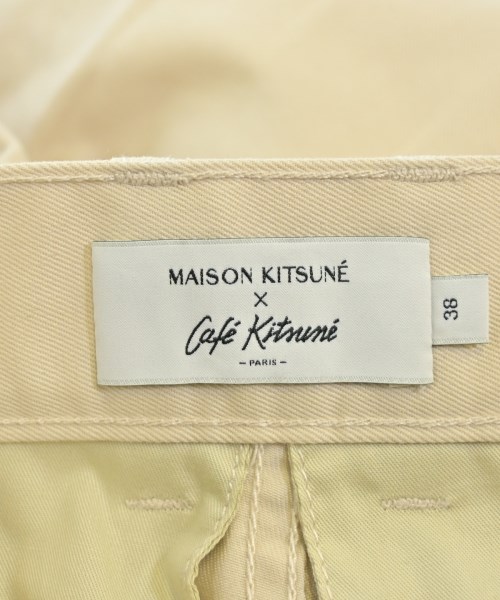 MAISON KITSUNÉ
×
Café Kitsuné
– PARIS –
38